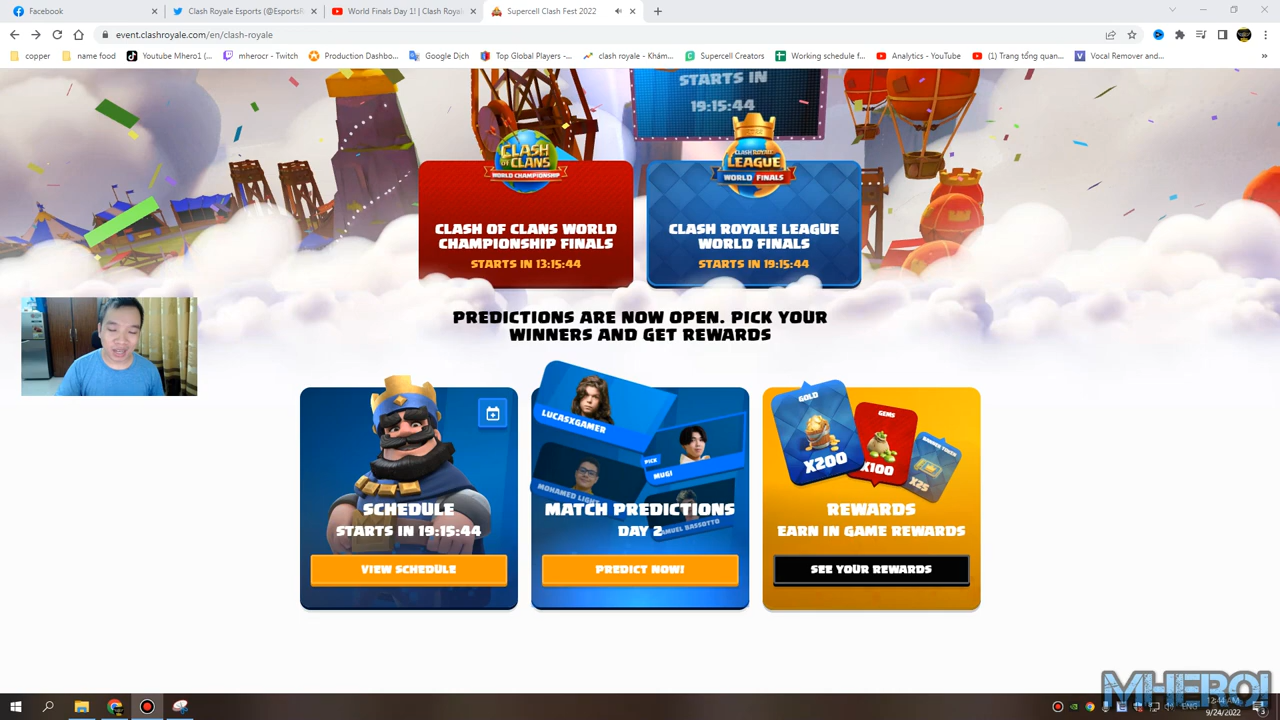 Facebook
Clash Royale Esports (@EsportsR
World Finals Day 1! | Clash Royal
Supercell Clash Fest 2022
event.clashroyale.com/en/clash-royale
copper
name food
Youtube Mhero1 (...
mherocr - Twitch
Production Dashbo...
Google Dịch
Top Global Players -...
clash royale - Khám...
Supercell Creators
Working schedule f...
Analytics - YouTube
(1) Trang tổng quan...
Vocal Remover and...
STARTS IN
19:15:44
CLASH OF CLANS
WORLD CHAMPIONSHIP
CLASH ROYALE
LEAGUE
WORLD FINALS
CLASH OF CLANS WORLD
CHAMPIONSHIP FINALS
STARTS IN 13:15:44
CLASH ROYALE LEAGUE
WORLD FINALS
STARTS IN 19:15:44
PREDICTIONS ARE NOW OPEN. PICK YOUR
WINNERS AND GET REWARDS
SCHEDULE
STARTS IN 19:15:44
VIEW SCHEDULE
LUCASXGAMER
PICK
MUGI
MOHAMED LIGHT
SAMUEL BASSOTTO
MATCH PREDICTIONS
DAY 2
PREDICT NOW!
GOLD
X200
GEMS
X100
BANNER TOKEN
X25
REWARDS
EARN IN GAME REWARDS
SEE YOUR REWARDS
MHERO1
ENG
12:44 AM
9/24/2022
3